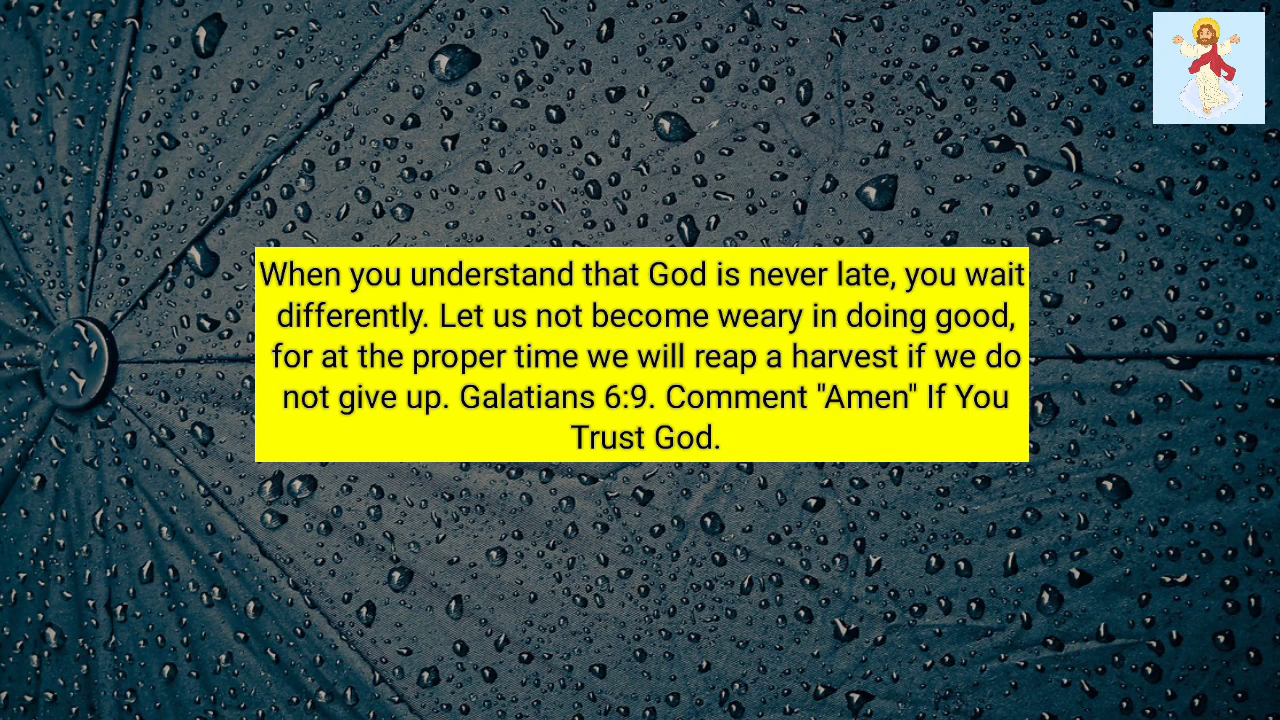 When you understand that God is never late, you wait
differently. Let us not become weary in doing good,
for at the proper time we will reap a harvest if we do
not give up. Galatians 6:9. Comment "Amen" If You
Trust God.